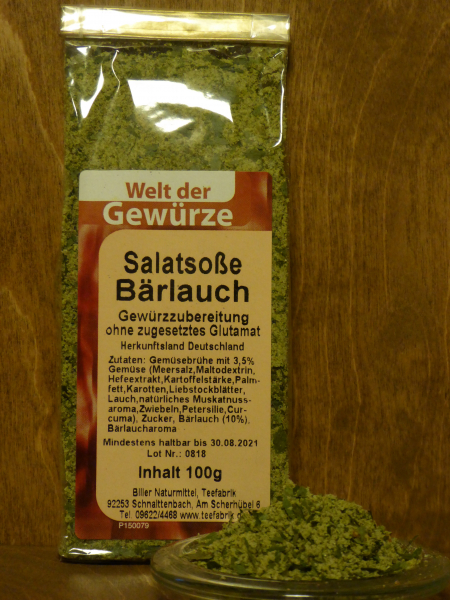 Welt der
Gewürze
Salatsoße
Bärlauch
Gewürzzubereitung
ohne zugesetztes Glutamat
Herkunftsland Deutschland
Zutaten: Gemüsebrühe mit 3,5%
Gemüse (Meersalz,Maltodextrin,
Hefeextrakt,Kartoffelstärke,Palm-
fett,Karotten,Liebstockblätter,
Lauch,natürliches Muskatnuss-
aroma,Zwiebeln,Petersilie,Cur-
cuma), Zucker, Bärlauch (10%),
Bärlaucharoma
Mindestens haltbar bis 30.08.2021
Lot Nr.: 0818
Inhalt 100g
Biller Naturmittel, Teefabrik
92253 Schnaittenbach, Am Scherhübel 6
Tel. 09622/4468 www.teefabrik.d
P150079